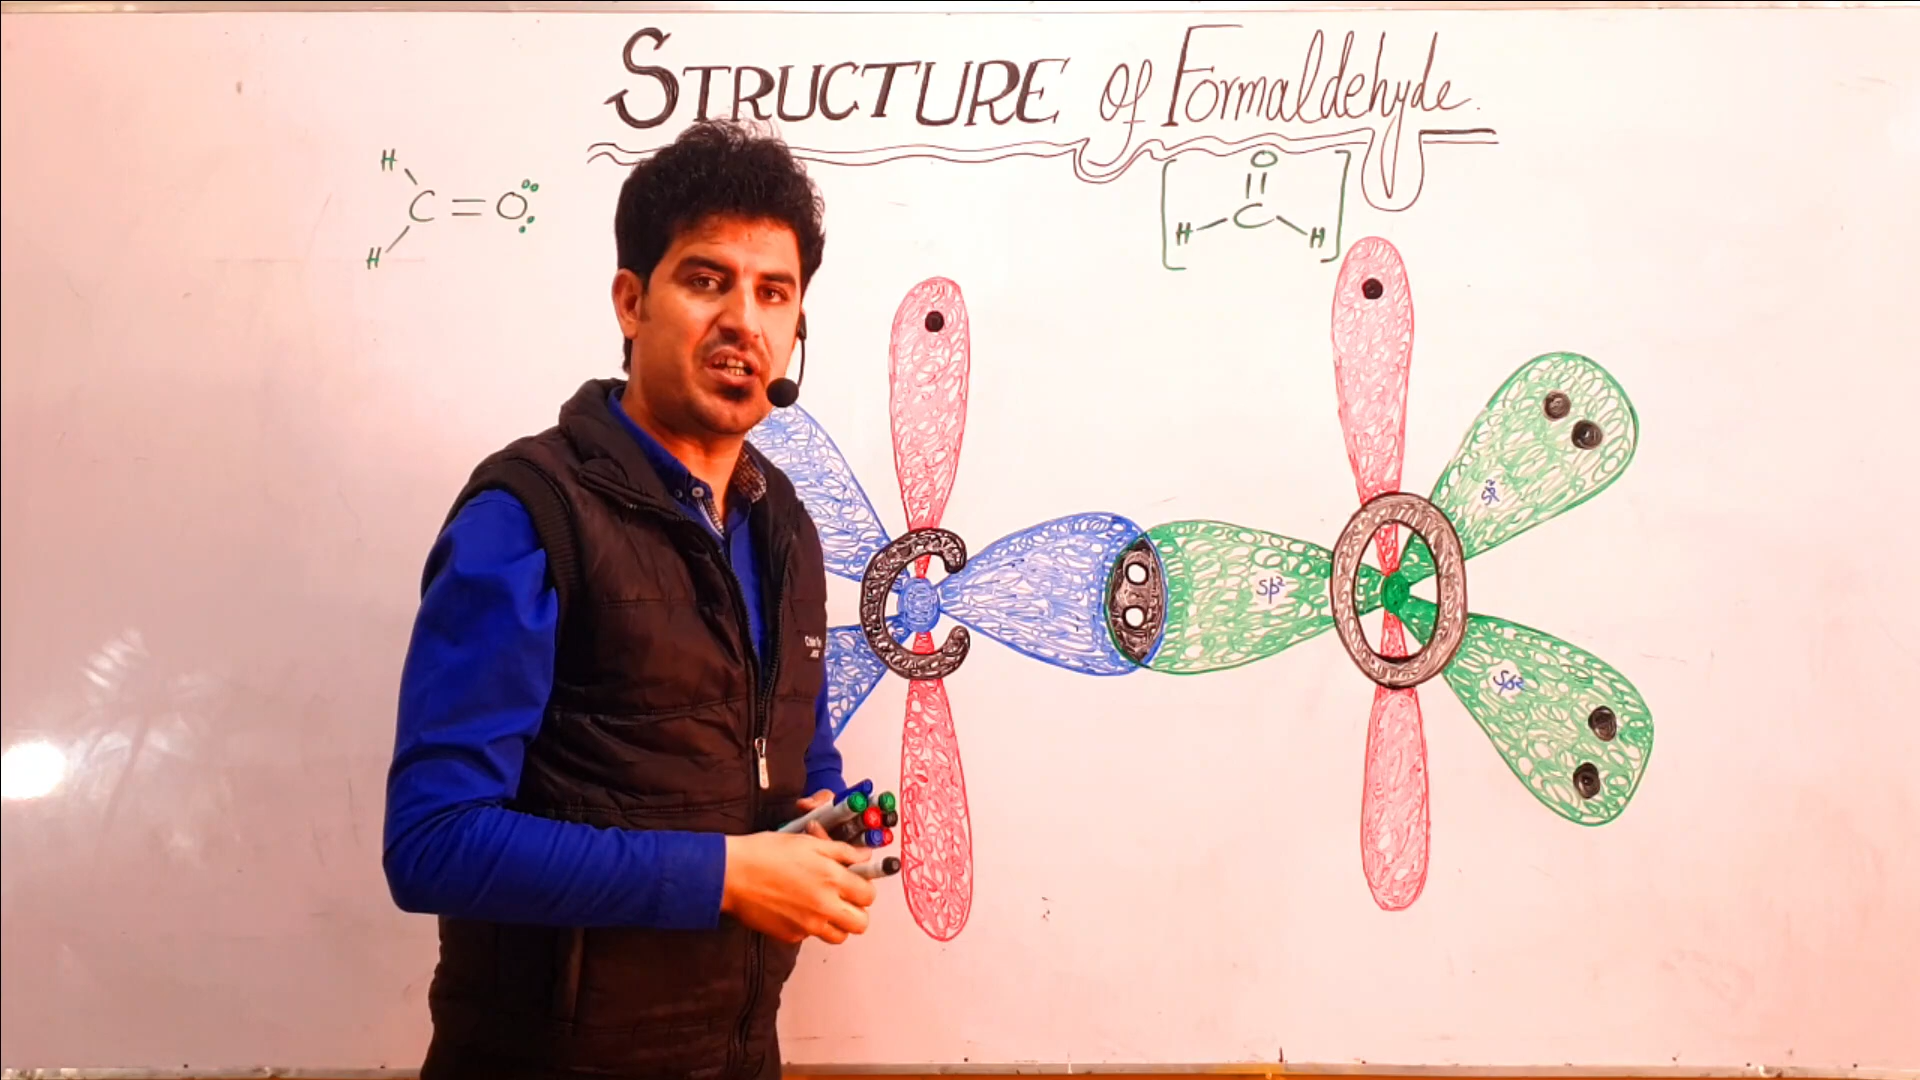 STRUCTURE of Formaldehyde.
H
C=O
H
O
C
H H
C
O
sp²
sp²
sp²